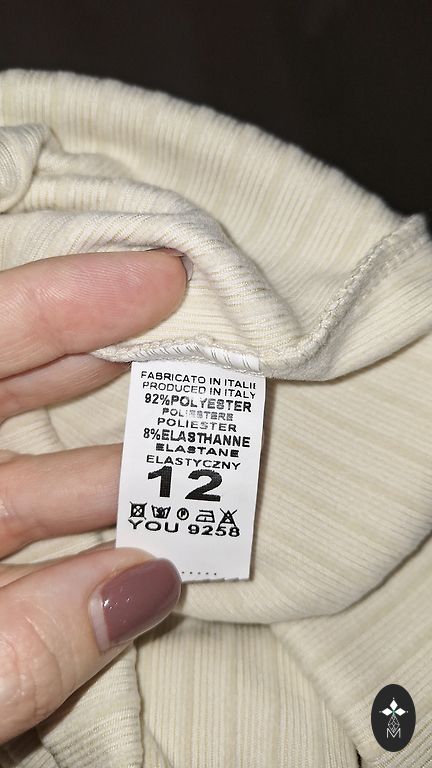 FABRICATO IN ITALII
PRODUCED IN ITALY
92%POLYESTER
POLIESTERE
POLIESTER
8%ELASTHANNE
ELASTANE
ELASTYCZNY
12
YOU 9258
M